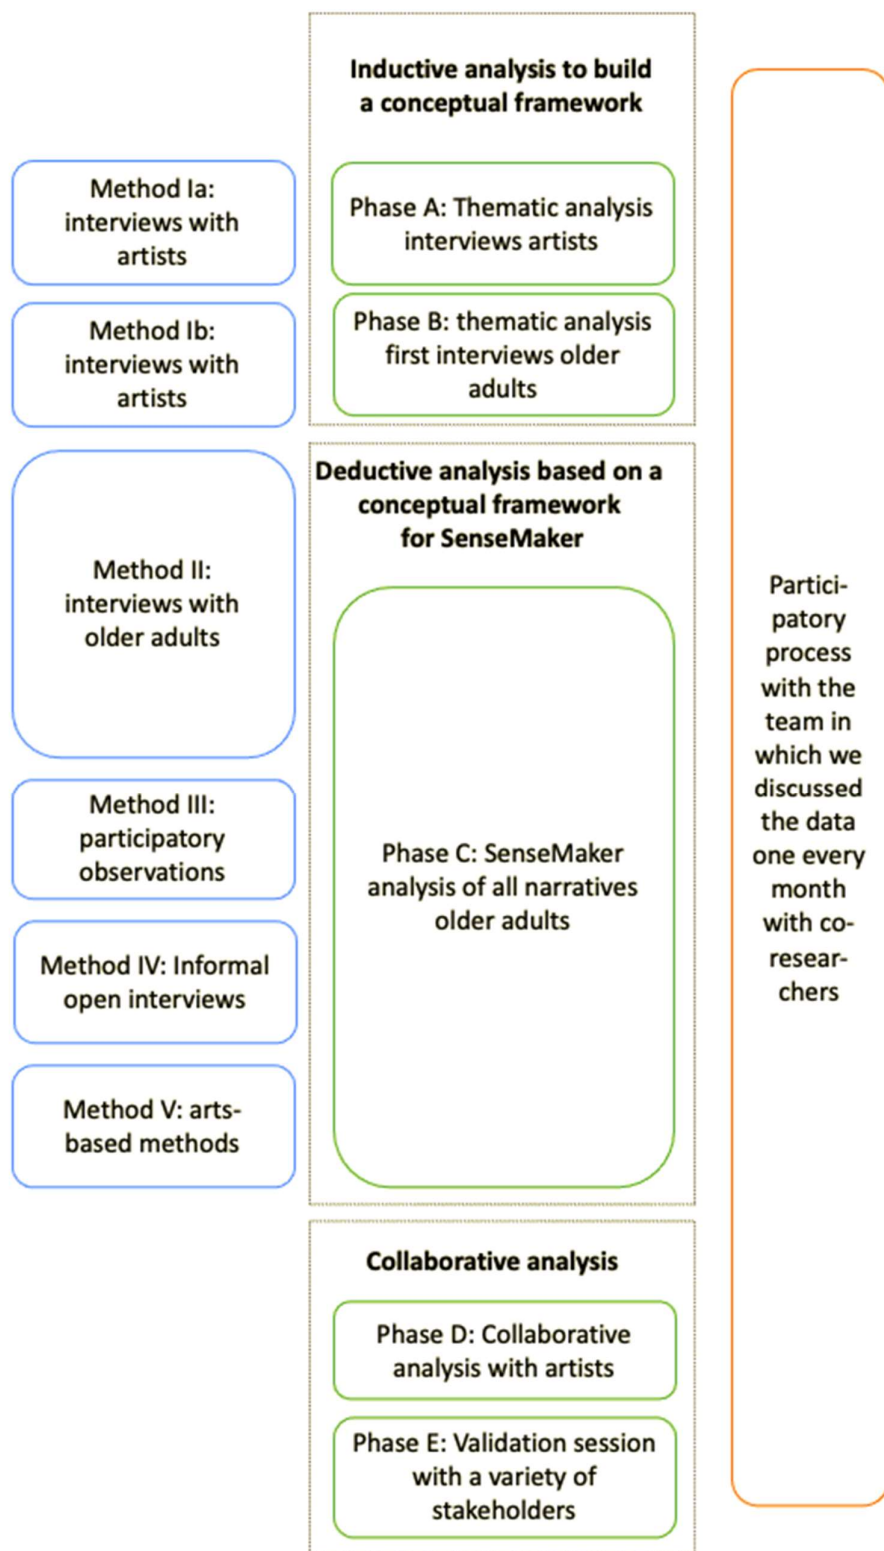 Method Ia:
interviews with
artists
Method Ib:
interviews with
artists
Method II:
interviews with
older adults
Method III:
participatory
observations
Method IV: Informal
open interviews
Method V: arts-
based methods
Inductive analysis to build
a conceptual framework
Phase A: Thematic analysis
interviews artists
Phase B: thematic analysis
first interviews older
adults
Deductive analysis based on a
conceptual framework
for SenseMaker
Phase C: SenseMaker
analysis of all narratives
older adults
Collaborative analysis
Phase D: Collaborative
analysis with artists
Phase E: Validation session
with a variety of
stakeholders
Partici-
patory
process
with the
team in
which we
discussed
the data
one every
month
with co-
resear-
chers